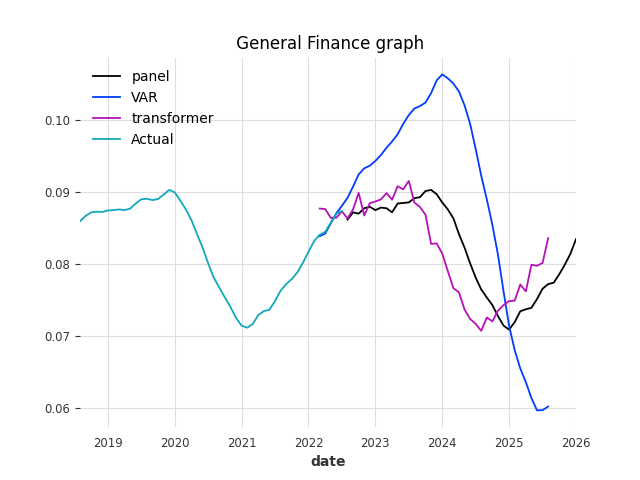 General Finance graph
panel
VAR
transformer
Actual
0.10
0.09
0.08
0.07
0.06
2019 2020 2021 2022 2023 2024 2025 2026
date